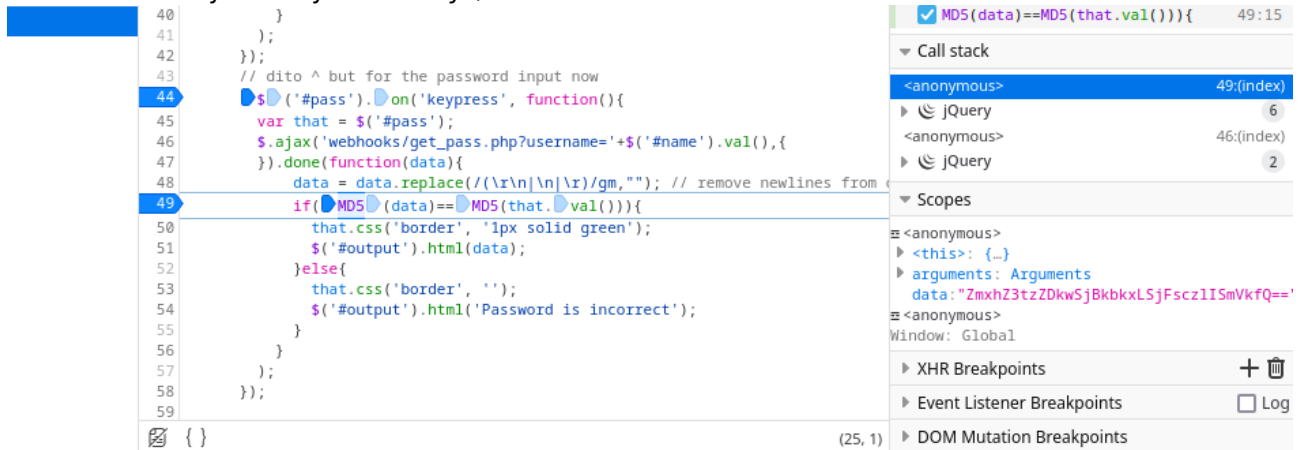 40 }
41 );
42 });
43 // dito ^ but for the password input now
44 $('#pass').on('keypress', function(){
45 var that = $('#pass');
46 $.ajax('webhooks/get_pass.php?username='+$('#name').val(),{
47 }).done(function(data){
48 data = data.replace(/(\r\n|\n|\r)/gm,""); // remove newlines from
49 if(MD5(data)==MD5(that.val())){
50 that.css('border', '1px solid green');
51 $('#output').html(data);
52 }else{
53 that.css('border', '');
54 $('#output').html('Password is incorrect');
55 }
56 }
57 );
58 });
59
{ } (25, 1)
MD5(data)==MD5(that.val())){ 49:15
Call stack
<anonymous> 49:(index)
jQuery 6
<anonymous> 46:(index)
jQuery 2
Scopes
<anonymous>
<this>: {…}
arguments: Arguments
data:"ZmxhZ3tzZDkwSjBkbkxLSjFsczlISmVkfQ=="
<anonymous>
Window: Global
XHR Breakpoints
Event Listener Breakpoints Log
DOM Mutation Breakpoints